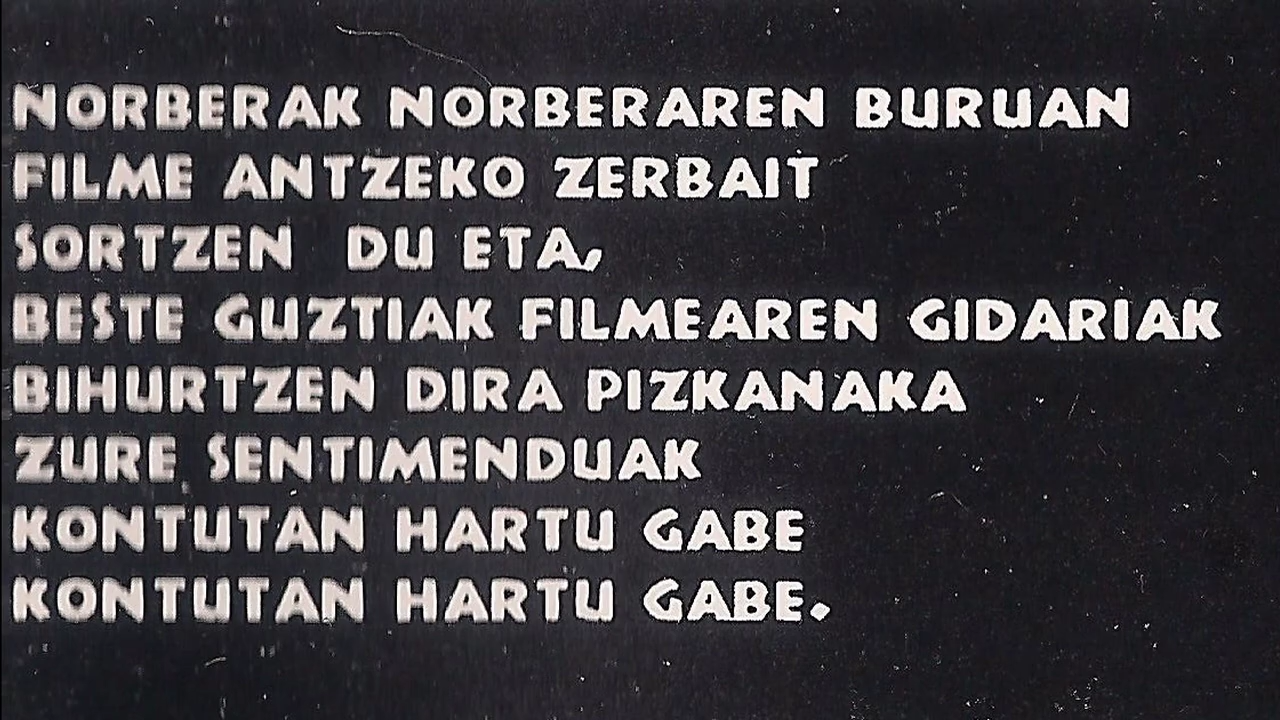 NORBERAK NORBERAREN BURUAN
FILME ANTZEKO ZERBAIT
SORTZEN DU ETA,
BESTE GUZTIAK FILMEAREN GIDARIAK
BIHURTZEN DIRA PIZKANAKA
ZURE SENTIMENDUAK
KONTUTAN HARTU GABE
KONTUTAN HARTU GABE.